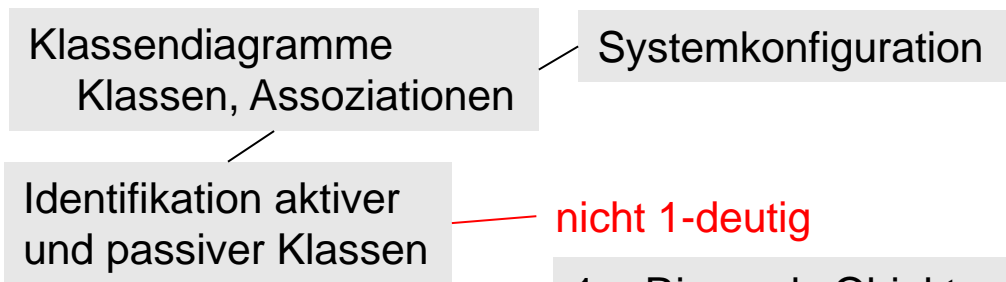 Klassendiagramme
Klassen, Assoziationen
Systemkonfiguration
Identifikation aktiver
und passiver Klassen
nicht 1-deutig